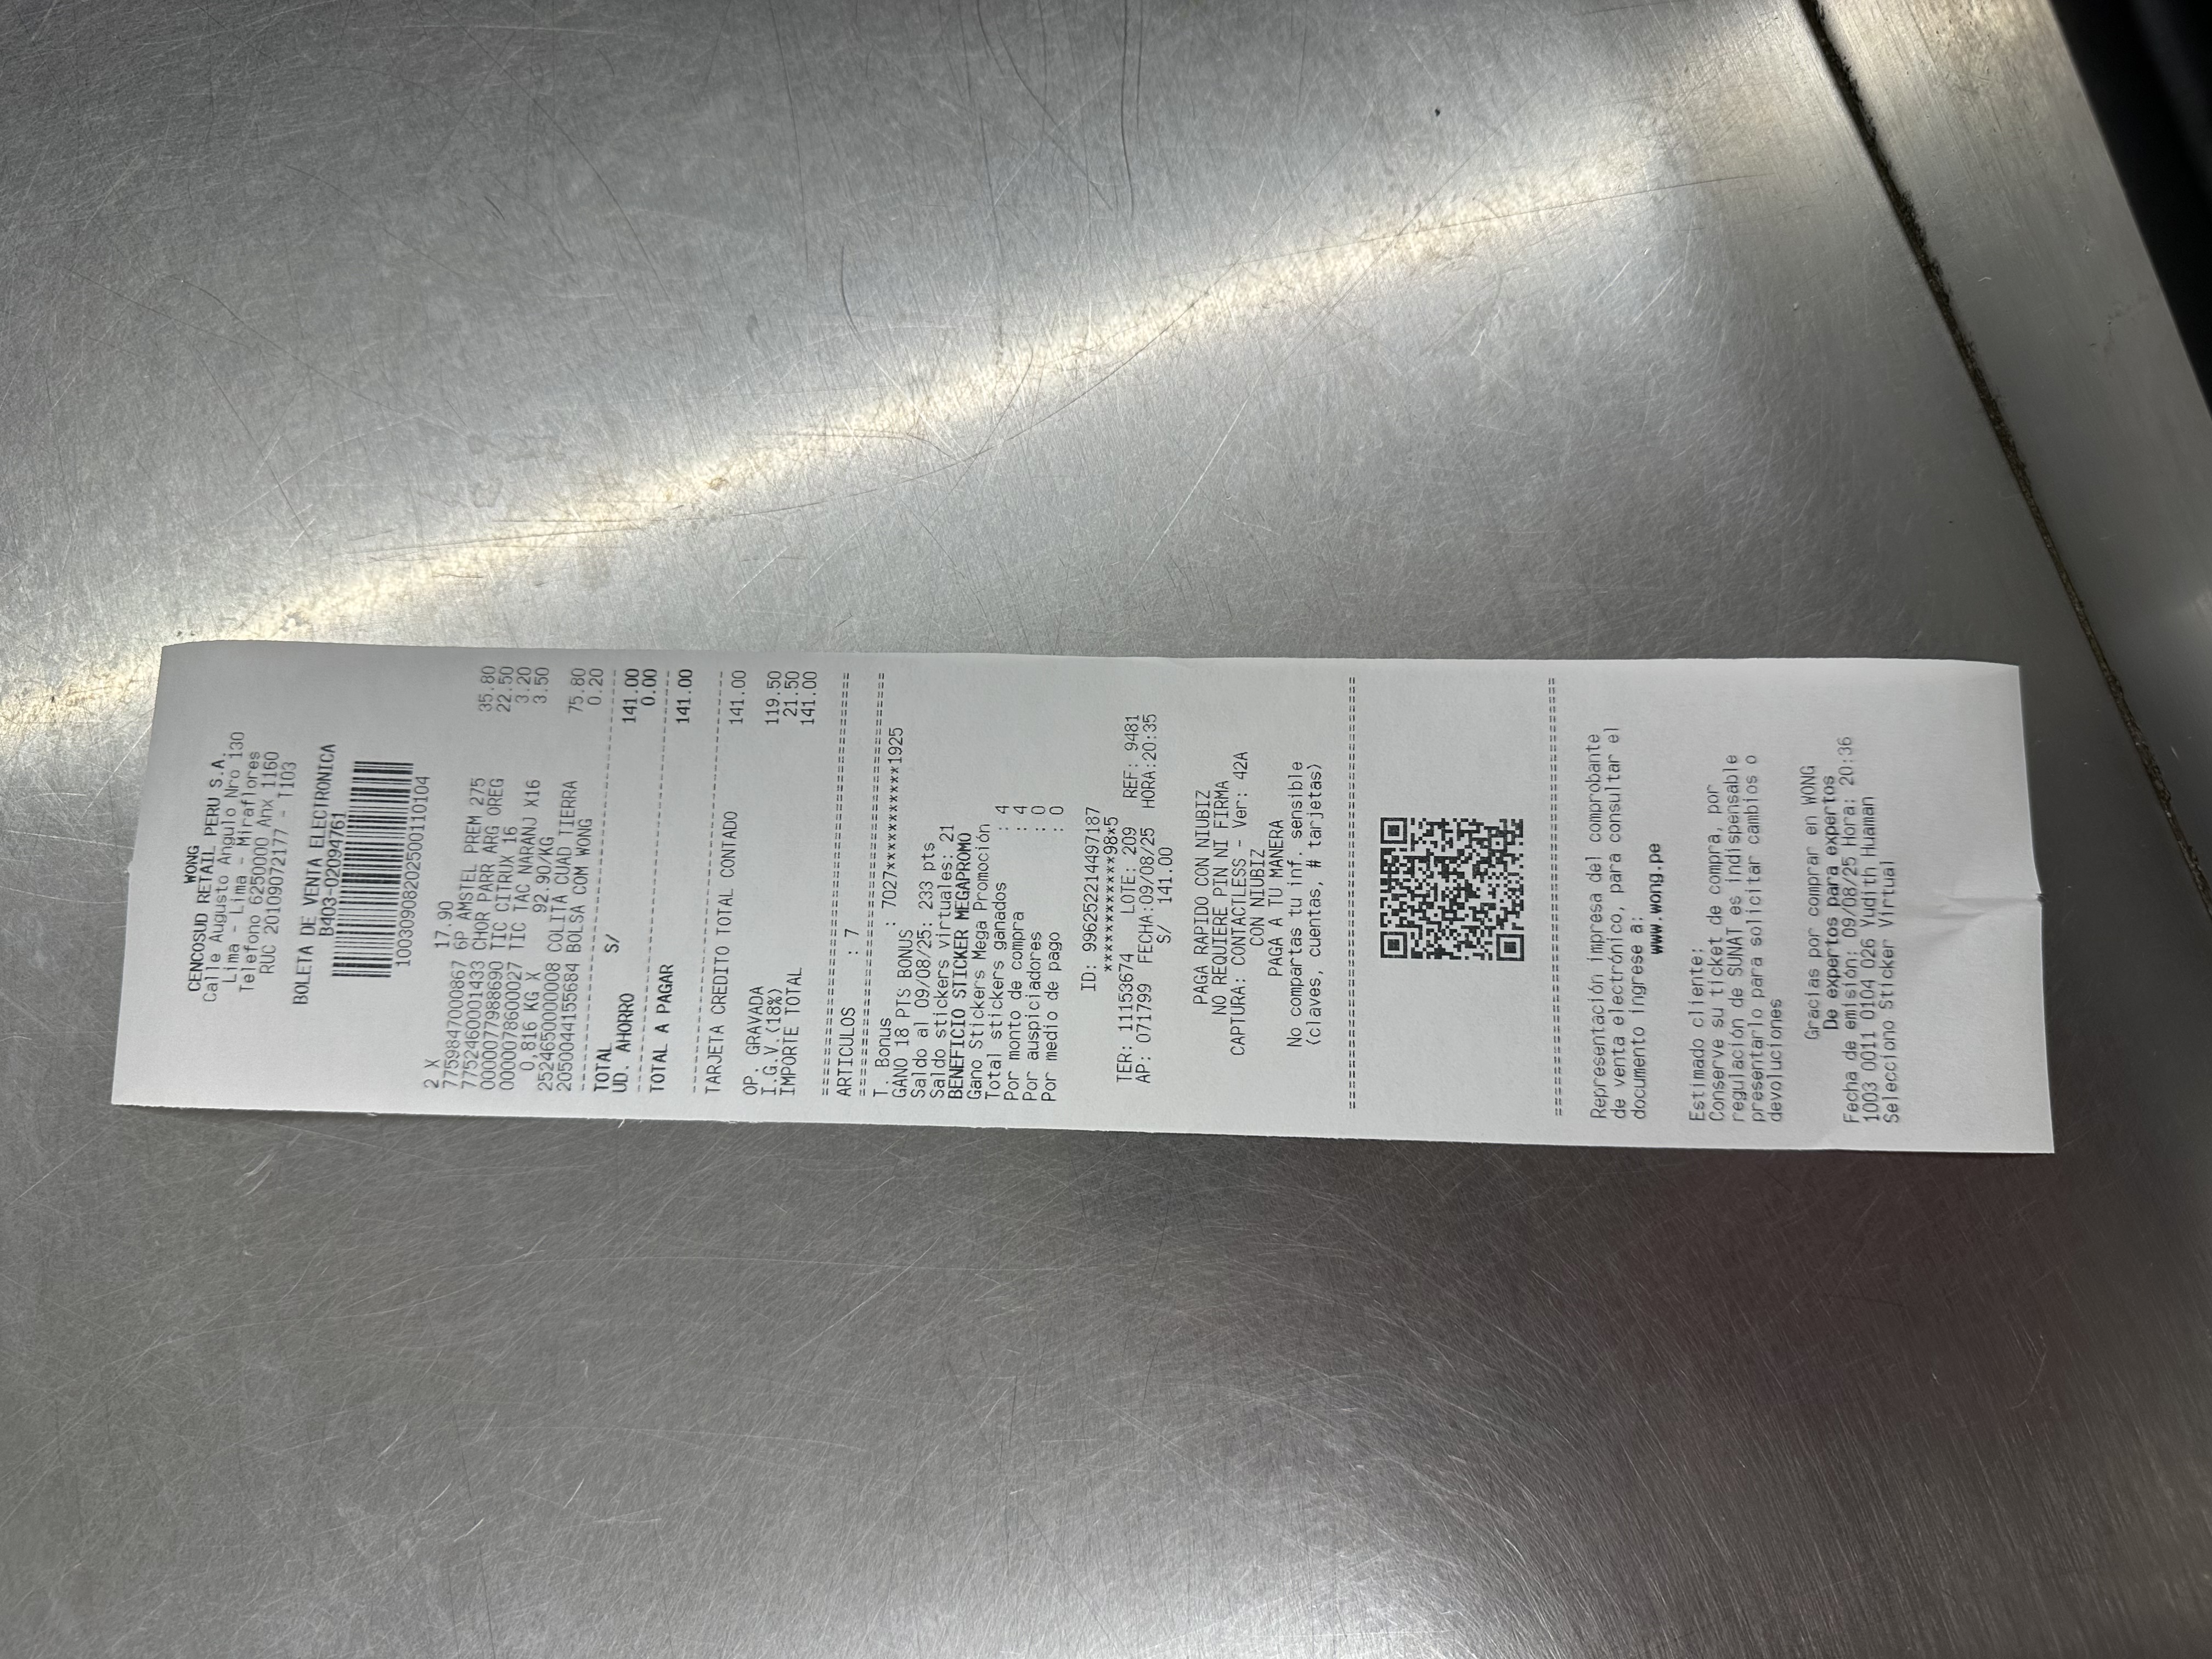 WONG
CENCOSUD RETAIL PERU S.A.
Calle Augusto Angulo Nro 130
Lima - Lima - Miraflores
Telefono 6250000 Anx 1160
RUC 20109072177 - T103
BOLETA DE VENTA ELECTRONICA
B403-02094761
10030908202500110104
2 X 17.90
7759847000867 6P AMSTEL PREM 275 35.80
7752460001433 CHOR PARR ARG OREG 22.50
0000077988690 TIC CITRUX 16 3.20
0000078600027 TIC TAC NARANJ X16 3.50
0,816 KG X 92.90/KG
2524650000008 COLITA CUAD TIERRA 75.80
2050044155684 BOLSA COM WONG 0.20
TOTAL S/ 141.00
UD. AHORRO 0.00
TOTAL A PAGAR 141.00
TARJETA CREDITO TOTAL CONTADO 141.00
OP. GRAVADA 119.50
I.G.V.(18%) 21.50
IMPORTE TOTAL 141.00
ARTICULOS : 7
T. Bonus : 7027***********1925
GANO 18 PTS BONUS
Saldo al 09/08/25: 233 pts
Saldo stickers virtuales: 21
BENEFICIO STICKER MEGAPROMO
Gano Stickers Mega Promoción
Total stickers ganados : 4
Por monto de compra : 4
Por auspiciadores : 0
Por medio de pago : 0
ID: 996252214497187
************98*5
TER: 11153674 LOTE: 209 REF: 9481
AP: 071799 FECHA:09/08/25 HORA:20:35
S/ 141.00
PAGA RAPIDO CON NIUBIZ
NO REQUIERE PIN NI FIRMA
CAPTURA: CONTACTLESS - Ver: 42A
CON NIUBIZ
PAGA A TU MANERA
No compartas tu inf. sensible
(claves, cuentas, # tarjetas)
Representación impresa del comprobante
de venta electrónico, para consultar el
documento ingrese a:
www.wong.pe
Estimado cliente:
Conserve su ticket de compra, por
regulación de SUNAT es indispensable
presentarlo para solicitar cambios o
devoluciones
Gracias por comprar en WONG
De expertos para expertos
Fecha de emisión: 09/08/25 Hora: 20:36
1003 0011 0104 026 Yudith Huaman
Selecciono Sticker Virtual